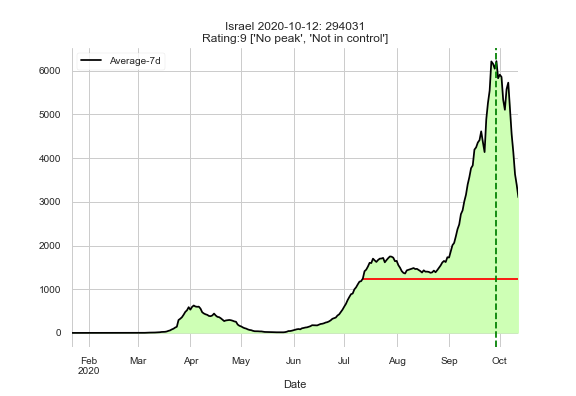 Israel 2020-10-12: 294031
Rating:9 ['No peak', 'Not in control']
Average-7d
6000
5000
4000
3000
2000
1000
0
Feb Mar Apr May Jun Jul Aug Sep Oct
2020
Date